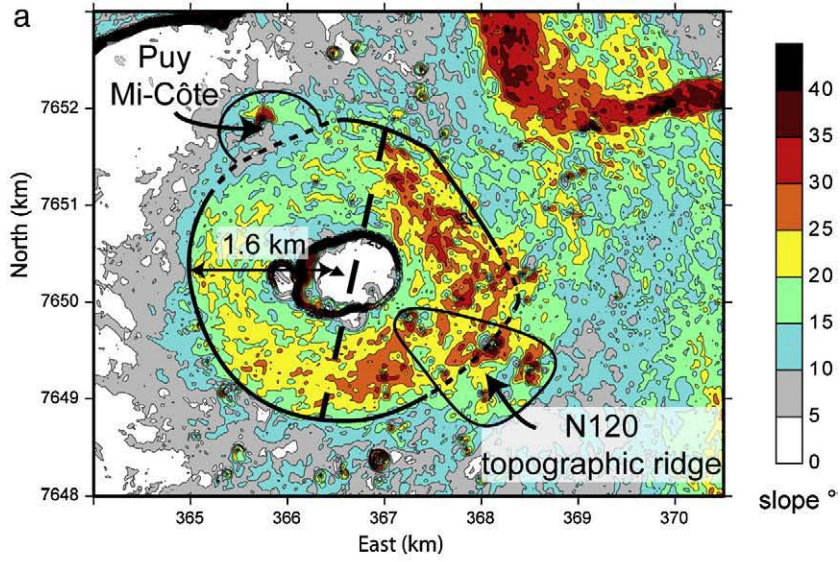 a
Puy
Mi-Côte
1.6 km
N120
topographic ridge
North (km)
7652
7651
7650
7649
7648
365
366
367
368
369
370
East (km)
40
35
30
25
20
15
10
5
0
slope °